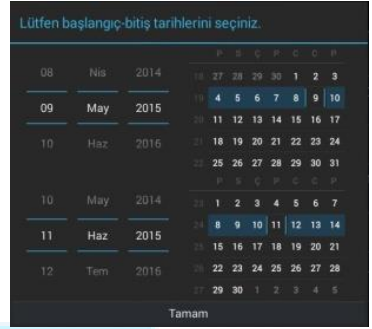 Lütfen başlangıç-bitiş tarihlerini seçiniz.
P S Ç P C C P
08 Nis 2014
18 27 28 29 30 1 2 3
09 May 2015
19 4 5 6 7 8 9 10
20 11 12 13 14 15 16 17
10 Haz 2016
21 18 19 20 21 22 23 24
22 25 26 27 28 29 30 31
P S Ç P C C P
10 May 2014
23 1 2 3 4 5 6 7
24 8 9 10 11 12 13 14
11 Haz 2015
25 15 16 17 18 19 20 21
12 Tem 2016
26 22 23 24 25 26 27 28
27 29 30 1 2 3 4 5
Tamam